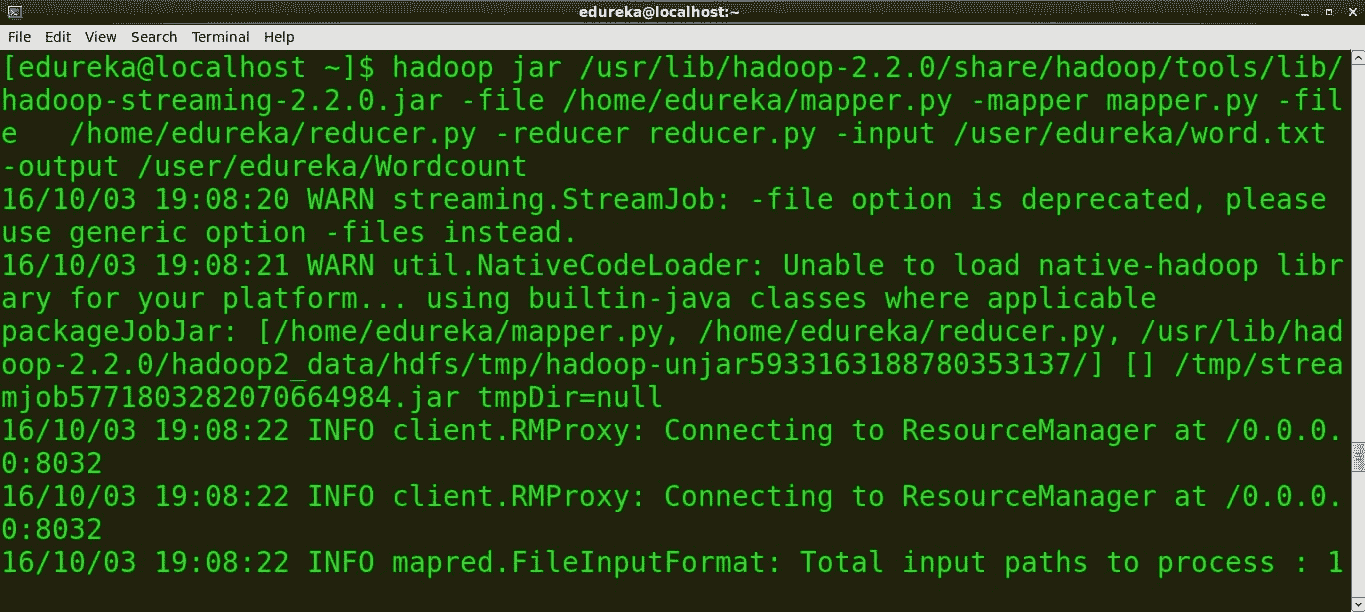 edureka@localhost:~
File Edit View Search Terminal Help
[edureka@localhost ~]$ hadoop jar /usr/lib/hadoop-2.2.0/share/hadoop/tools/lib/
hadoop-streaming-2.2.0.jar -file /home/edureka/mapper.py -mapper mapper.py -fil
e   /home/edureka/reducer.py -reducer reducer.py -input /user/edureka/word.txt
-output /user/edureka/Wordcount
16/10/03 19:08:20 WARN streaming.StreamJob: -file option is deprecated, please
use generic option -files instead.
16/10/03 19:08:21 WARN util.NativeCodeLoader: Unable to load native-hadoop libr
ary for your platform... using builtin-java classes where applicable
packageJobJar: [/home/edureka/mapper.py, /home/edureka/reducer.py, /usr/lib/had
oop-2.2.0/hadoop2_data/hdfs/tmp/hadoop-unjar5933163188780353137/] [] /tmp/strea
mjob5771803282070664984.jar tmpDir=null
16/10/03 19:08:22 INFO client.RMProxy: Connecting to ResourceManager at /0.0.0.
0:8032
16/10/03 19:08:22 INFO client.RMProxy: Connecting to ResourceManager at /0.0.0.
0:8032
16/10/03 19:08:22 INFO mapred.FileInputFormat: Total input paths to process : 1